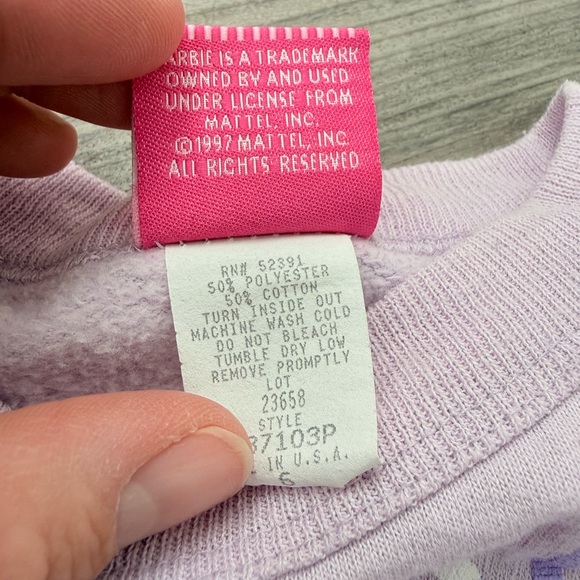 ARBIE IS A TRADEMARK
OWNED BY AND USED
UNDER LICENSE FROM
MATTEL, INC.
©1997 MATTEL, INC.
ALL RIGHTS RESERVED
RN# 52391
50% POLYESTER
50% COTTON
TURN INSIDE OUT
MACHINE WASH COLD
DO NOT BLEACH
TUMBLE DRY LOW
REMOVE PROMPTLY
LOT
23658
STYLE
37103P
IN U.S.A.
6